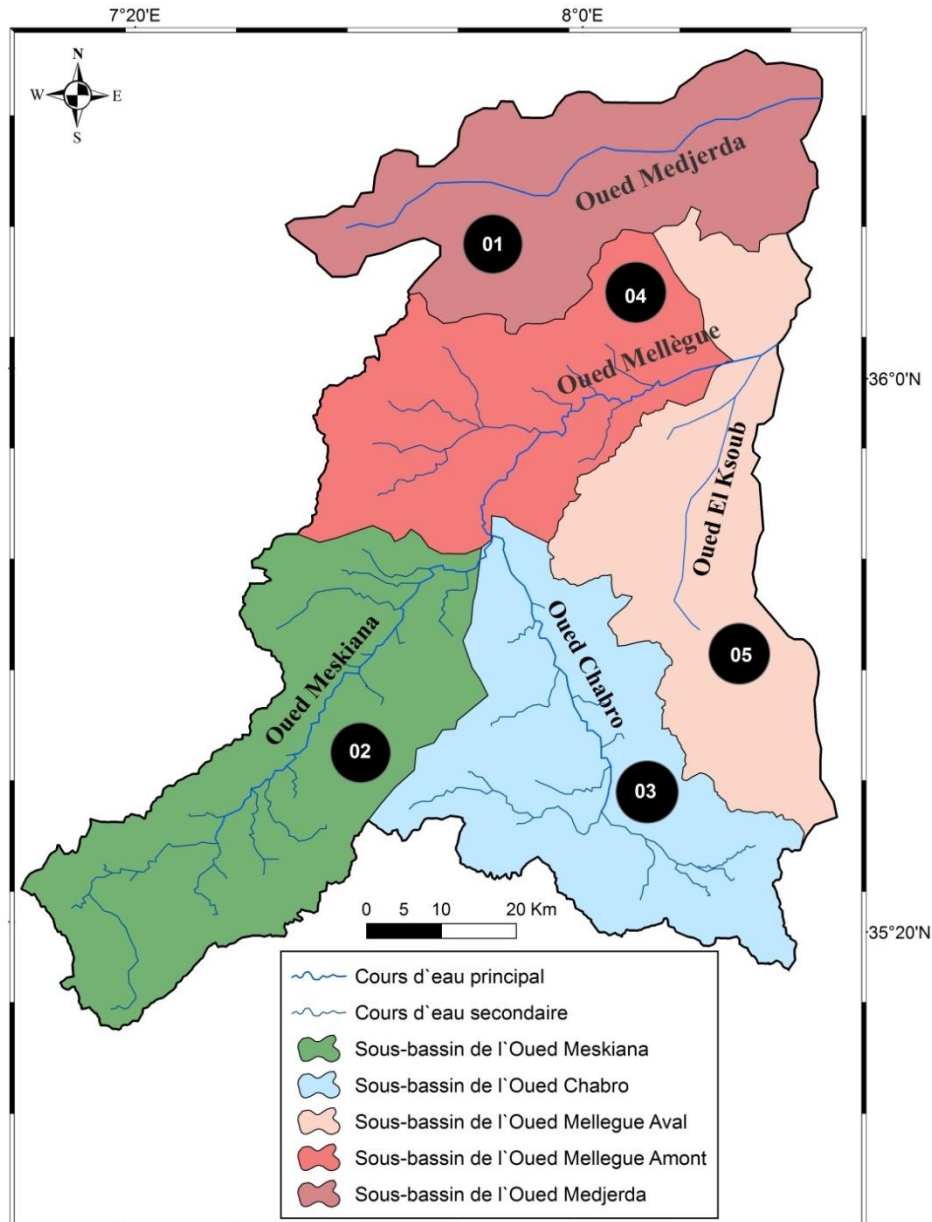 7°20'E
8°0'E
N
W
E
S
Oued Medjerda
01
04
Oued Mellègue
36°0'N
Oued El Ksoub
Oued Meskiana
Oued Chabro
05
02
03
0 5 10 20 Km
35°20'N
Cours d`eau principal
Cours d`eau secondaire
Sous-bassin de l`Oued Meskiana
Sous-bassin de l`Oued Chabro
Sous-bassin de l`Oued Mellegue Aval
Sous-bassin de l`Oued Mellegue Amont
Sous-bassin de l`Oued Medjerda